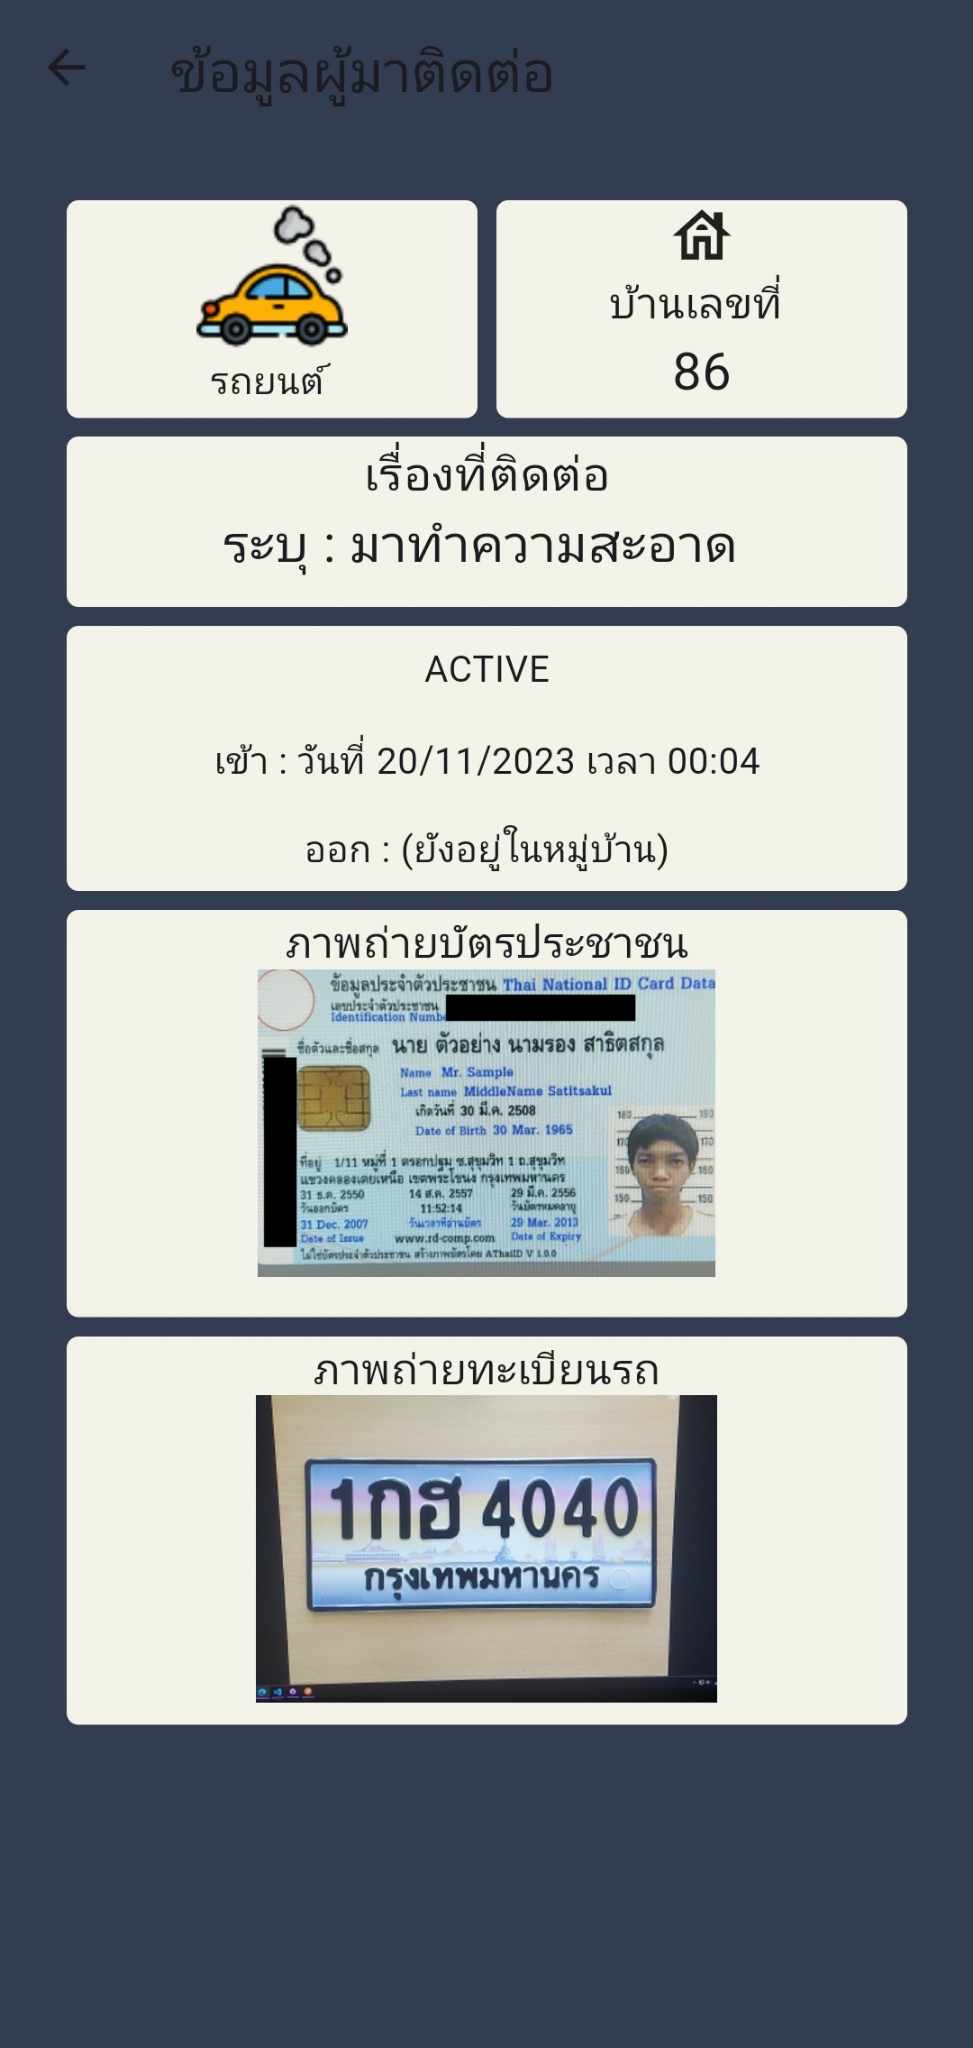 ข้อมูลผู้มาติดต่อ
รถยนต์
บ้านเลขที่
86
เรื่องที่ติดต่อ
ระบุ : มาทำความสะอาด
ACTIVE
เข้า : วันที่ 20/11/2023 เวลา 00:04
ออก : (ยังอยู่ในหมู่บ้าน)
ภาพถ่ายบัตรประชาชน
ข้อมูลประจำตัวประชาชน Thai National ID Card Data
เลขประจำตัวประชาชน
Identification Numbe
ชื่อตัวและชื่อสกุล นาย ตัวอย่าง นามรอง สาธิตสกุล
Name Mr. Sample
Last name MiddleName Satitsakul
เกิดวันที่ 30 มี.ค. 2508
Date of Birth 30 Mar. 1965
ที่อยู่ 1/11 หมู่ที่ 1 ตรอกปฐม ซ.สุขุมวิท 1 ถ.สุขุมวิท
แขวงคลองเตยเหนือ เขตพระโขนง กรุงเทพมหานคร
31 ธ.ค. 2550 14 ส.ค. 2557 29 มี.ค. 2556
วันออกบัตร 11:52:14 วันบัตรหมดอายุ
31 Dec. 2007 วันเวลาที่อ่านบัตร 29 Mar. 2013
Date of Issue www.rd-comp.com Date of Expiry
ไม่ใช่บัตรประจำตัวประชาชน สร้างภาพบัตรโดย AThaiID V 1.0.0
180 190
170 170
160 160
150 150
ภาพถ่ายทะเบียนรถ
1กฮ 4040
กรุงเทพมหานคร